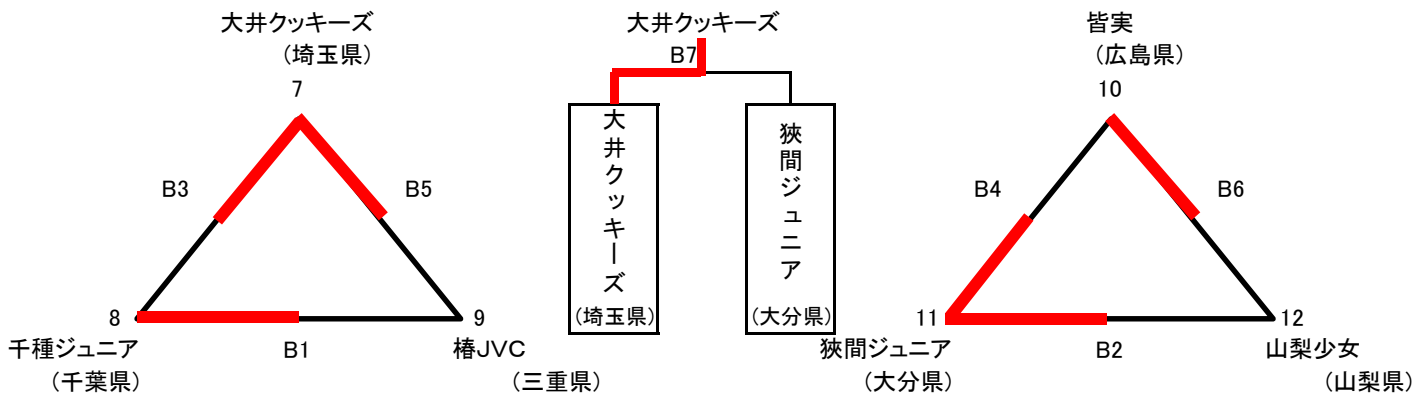 大井クッキーズ
(埼玉県)
7
B3
B5
8
9
千種ジュニア
B1
椿JVC
(千葉県)
(三重県)
大井クッキーズ
B7
大井クッキーズ
(埼玉県)
狹間ジュニア
(大分県)
皆実
(広島県)
10
B4
B6
11
12
狹間ジュニア
B2
山梨少女
(大分県)
(山梨県)